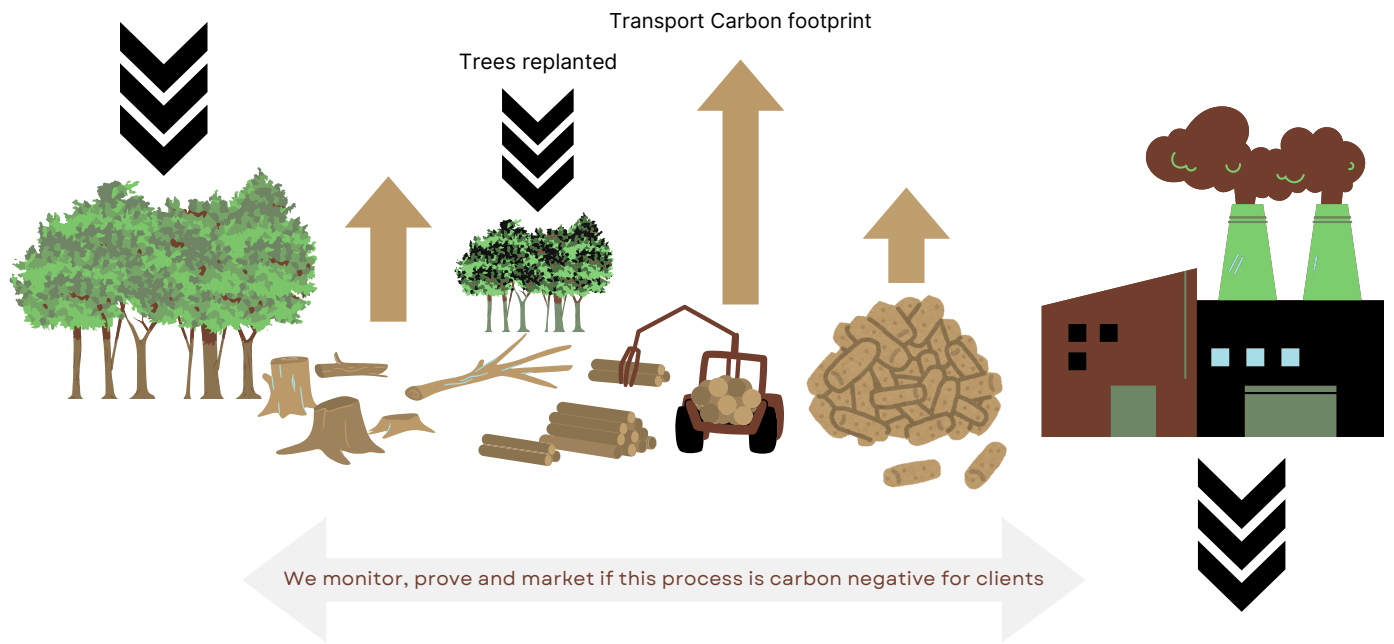 Transport Carbon footprint
Trees replanted
We monitor, prove and market if this process is carbon negative for clients